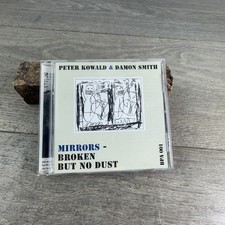 PETER KOWALD & DAMON SMITH
MIRRORS -
BROKEN
BUT NO DUST
BPA 001